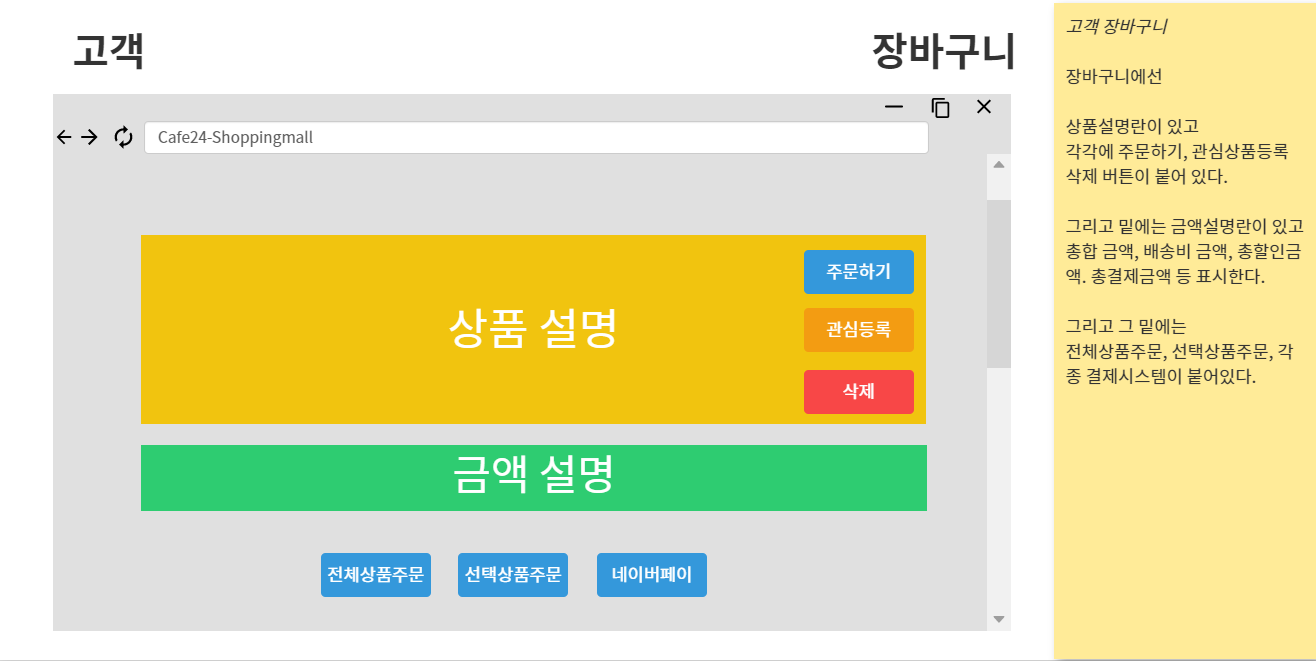 고객
장바구니
Cafe24-Shoppingmall
상품 설명
주문하기
관심등록
삭제
금액 설명
전체상품주문
선택상품주문
네이버페이
고객 장바구니
장바구니에선
상품설명란이 있고
각각에 주문하기, 관심상품등록
삭제 버튼이 붙어 있다.
그리고 밑에는 금액설명란이 있고
총합 금액, 배송비 금액, 총할인금
액. 총결제금액 등 표시한다.
그리고 그 밑에는
전체상품주문, 선택상품주문, 각
종 결제시스템이 붙어있다.